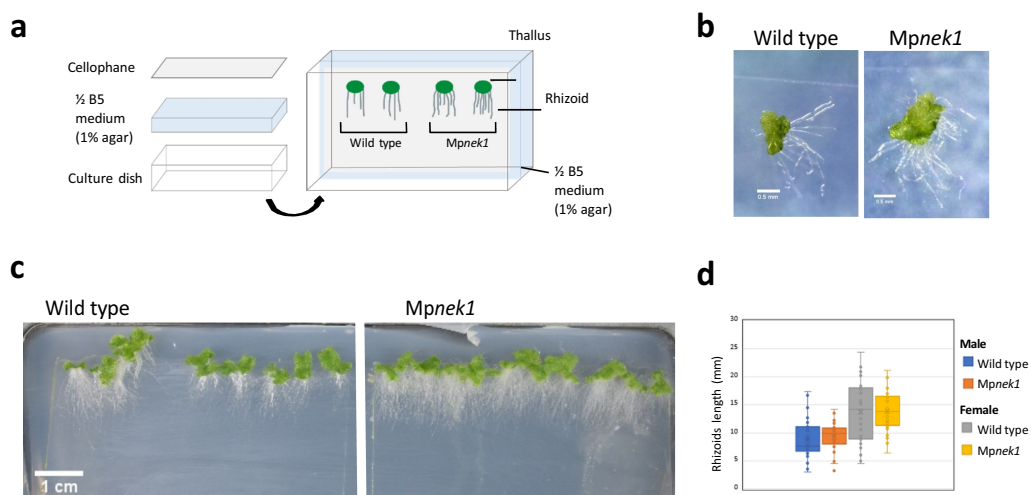 a
Cellophane
½ B5
medium
(1% agar)
Culture dish
Thallus
Rhizoid
Wild type
Mpnek1
½ B5
medium
(1% agar)
b
Wild type
Mpnek1
0.5 mm
0.5 mm
c
Wild type
Mpnek1
1 cm
d
Rhizoids length (mm)
30
25
20
15
10
5
0
Male
Wild type
Mpnek1
Female
Wild type
Mpnek1